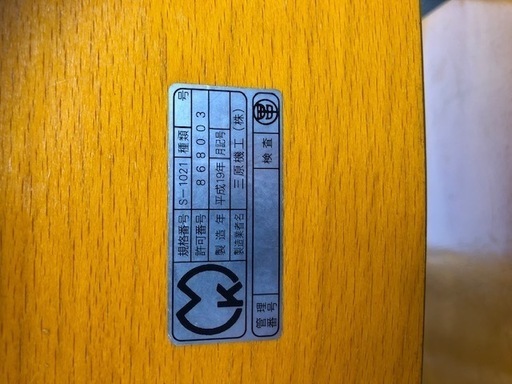 規格番号 S-1021 種類 号
許可番号 868003
製造年 平成19年 月記号
製造業者名 三原機工(株)
管理番号 検査